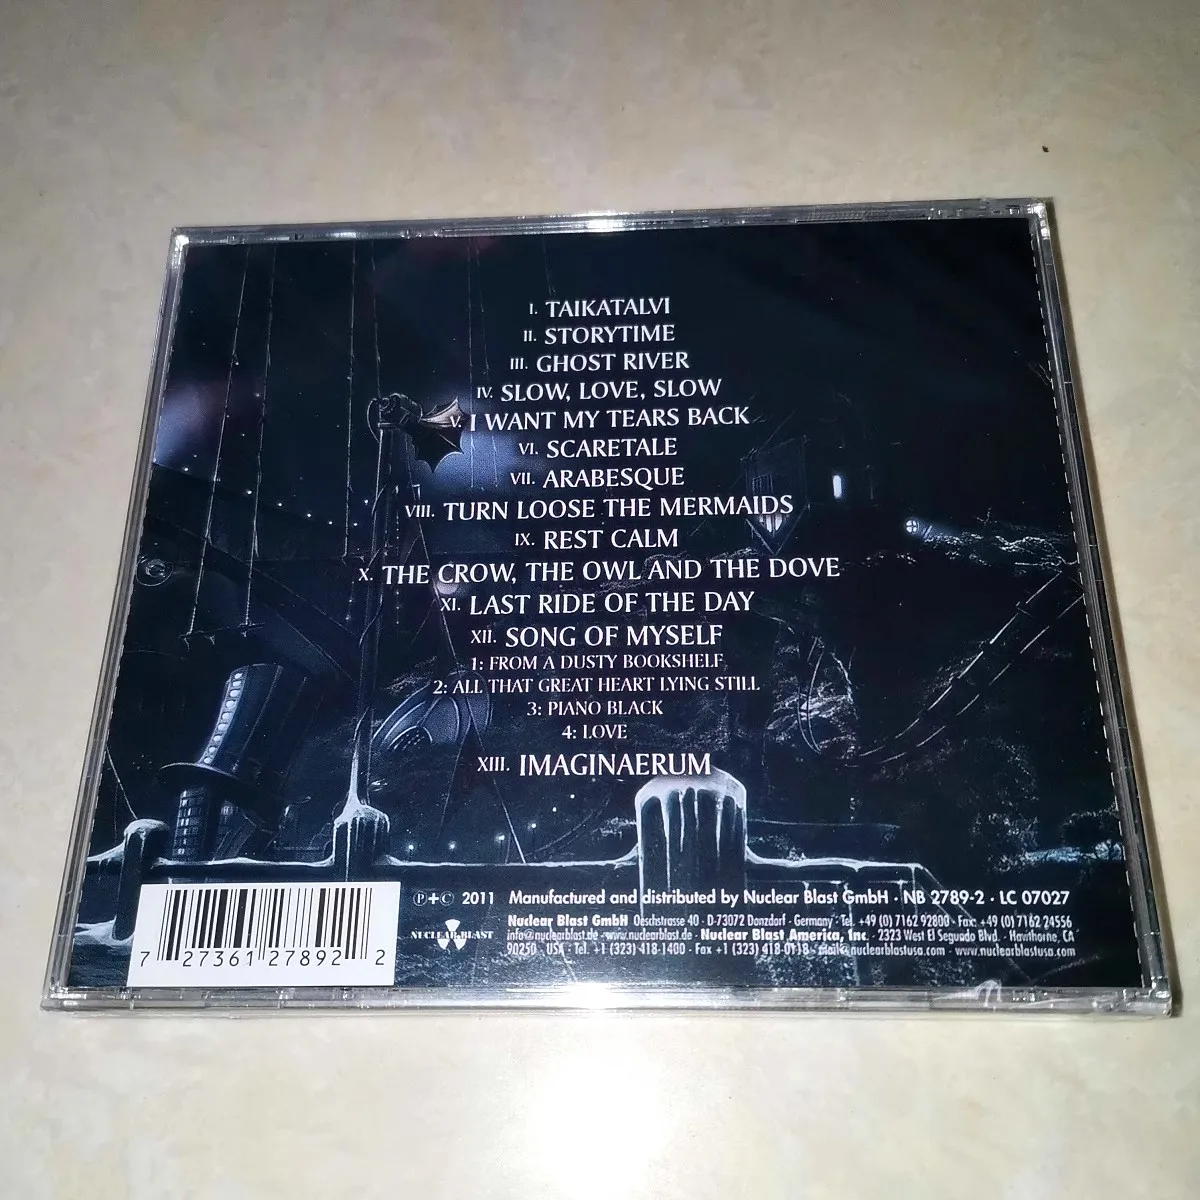 I. TAIKATALVI
II. STORYTIME
III. GHOST RIVER
IV. SLOW, LOVE, SLOW
V. I WANT MY TEARS BACK
VI. SCARETALE
VII. ARABESQUE
VIII. TURN LOOSE THE MERMAIDS
IX. REST CALM
X. THE CROW, THE OWL AND THE DOVE
XI. LAST RIDE OF THE DAY
XII. SONG OF MYSELF
1: FROM A DUSTY BOOKSHELF
2: ALL THAT GREAT HEART LYING STILL
3: PIANO BLACK
4: LOVE
XIII. IMAGINAERUM
7 27361 27892 2
NUCLEAR BLAST
℗+© 2011 Manufactured and distributed by Nuclear Blast GmbH · NB 2789-2 · LC 07027
Nuclear Blast GmbH Oeschstrasse 40 · D-73072 Donzdorf · Germany · Tel. +49 (0) 7162 92800 · Fax: +49 (0) 7162 24556
info@nuclearblast.de · www.nuclearblast.de · Nuclear Blast America, Inc. · 2323 West El Segundo Blvd. · Hawthorne, CA
90250 · USA · Tel. +1 (323) 418-1400 · Fax +1 (323) 418-0118 · mail@nuclearblastusa.com · www.nuclearblastusa.com